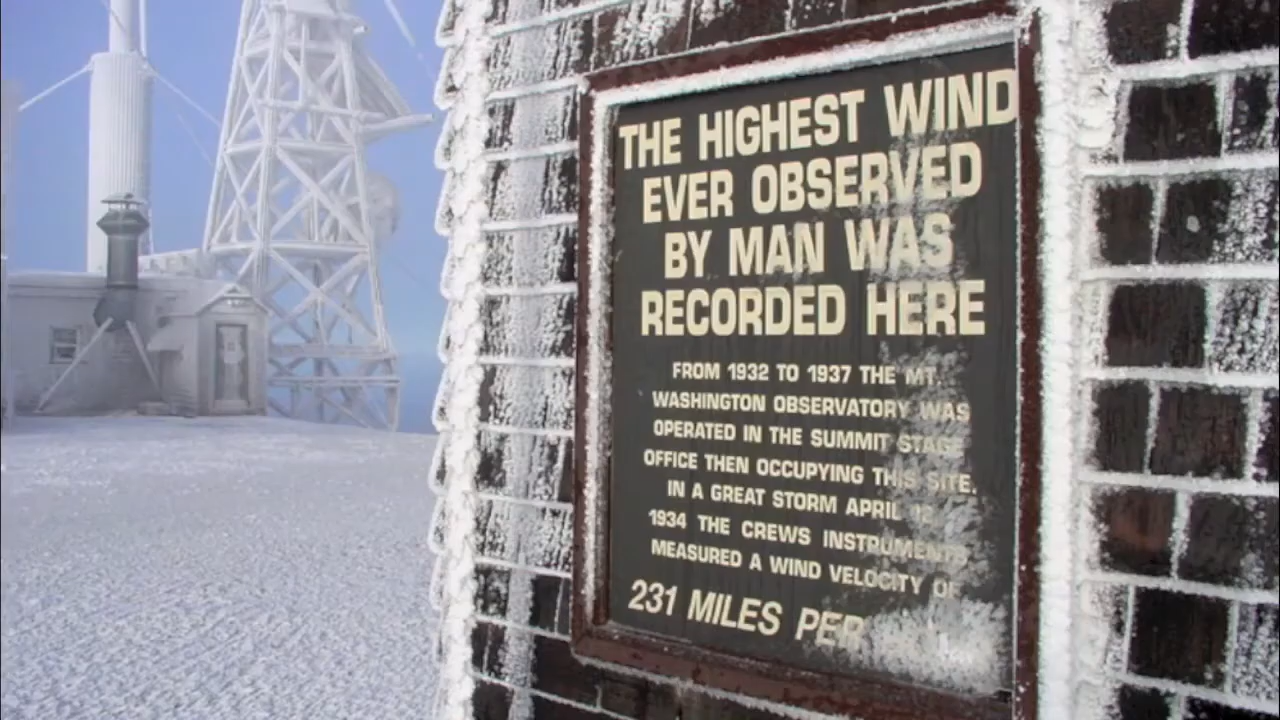 THE HIGHEST WIND
EVER OBSERVED
BY MAN WAS
RECORDED HERE
FROM 1932 TO 1937 THE MT.
WASHINGTON OBSERVATORY WAS
OPERATED IN THE SUMMIT STAGE
OFFICE THEN OCCUPYING THIS SITE.
IN A GREAT STORM APRIL
1934 THE CREWS INSTRUMENTS
MEASURED A WIND VELOCITY OF
231 MILES PER